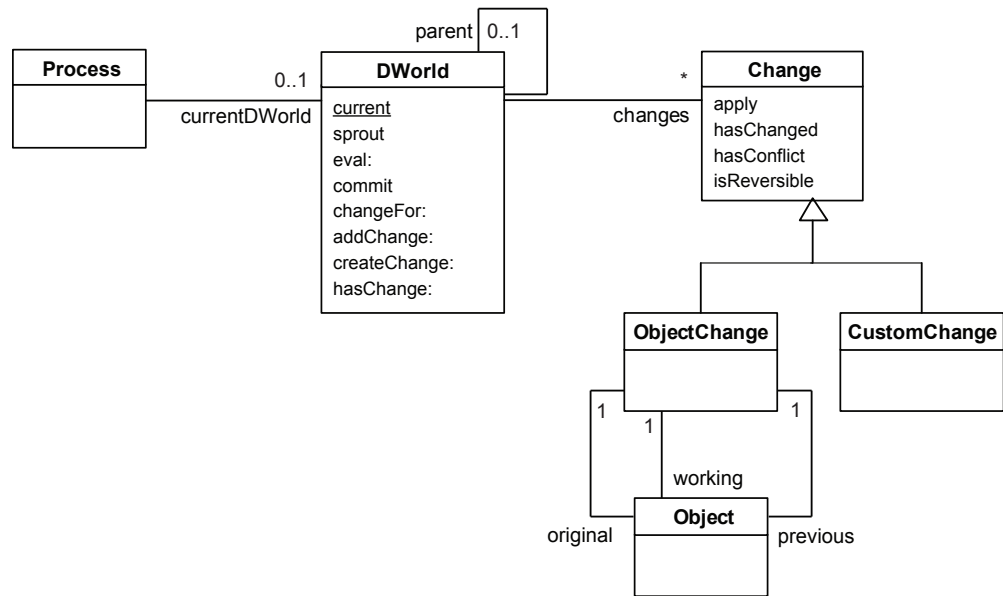 parent
0..1
Process
0..1
currentDWorld
DWorld
current
sprout
eval:
commit
changeFor:
addChange:
createChange:
hasChange:
*
changes
Change
apply
hasChanged
hasConflict
isReversible
ObjectChange
CustomChange
1
1
1
working
original
Object
previous